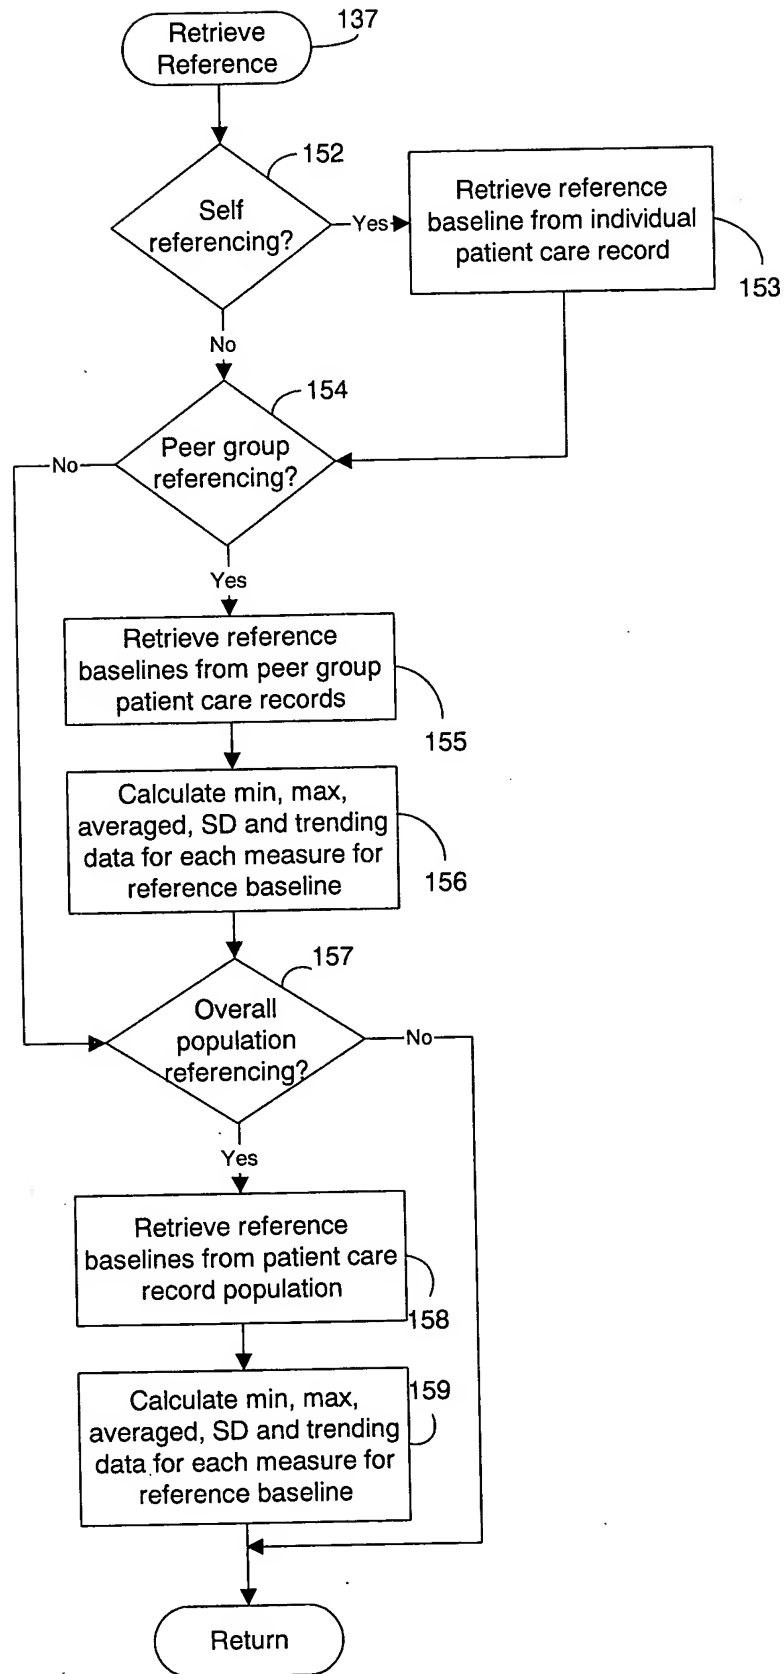 Retrieve
Reference
137
152
Self
referencing?
Yes
Retrieve reference
baseline from individual
patient care record
153
No
154
Peer group
referencing?
No
Yes
Retrieve reference
baselines from peer group
patient care records
155
Calculate min, max,
averaged, SD and trending
data for each measure for
reference baseline
156
157
Overall
population
referencing?
No
Yes
Retrieve reference
baselines from patient care
record population
158
Calculate min, max,
averaged, SD and trending
data for each measure for
reference baseline
159
Return